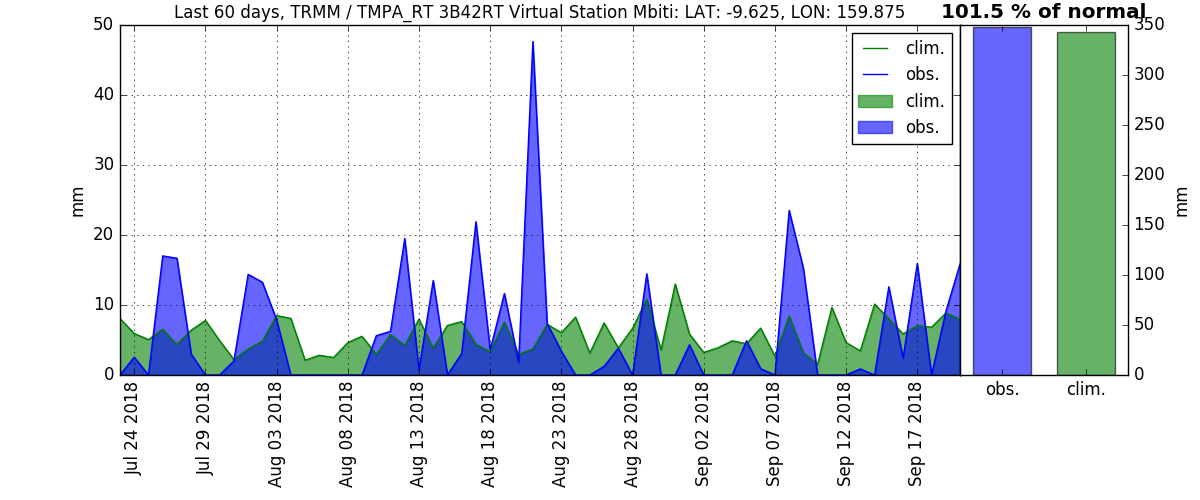 Last 60 days, TRMM / TMPA_RT 3B42RT Virtual Station Mbiti: LAT: -9.625, LON: 159.875
101.5 % of normal
50
40
30
20
10
0
mm
clim.
obs.
clim.
obs.
350
300
250
200
150
100
50
0
mm
obs.
clim.
Jul 24 2018
Jul 29 2018
Aug 03 2018
Aug 08 2018
Aug 13 2018
Aug 18 2018
Aug 23 2018
Aug 28 2018
Sep 02 2018
Sep 07 2018
Sep 12 2018
Sep 17 2018